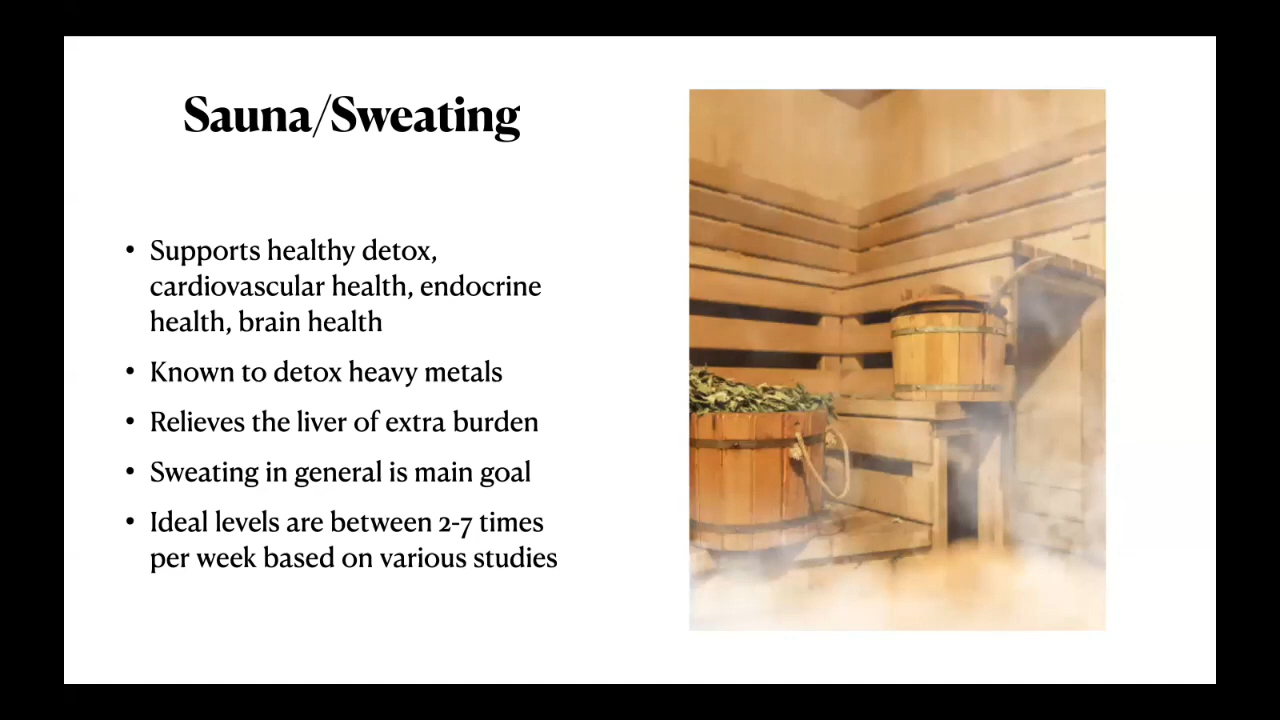 Sauna/Sweating
• Supports healthy detox,
cardiovascular health, endocrine
health, brain health
• Known to detox heavy metals
• Relieves the liver of extra burden
• Sweating in general is main goal
• Ideal levels are between 2-7 times
per week based on various studies